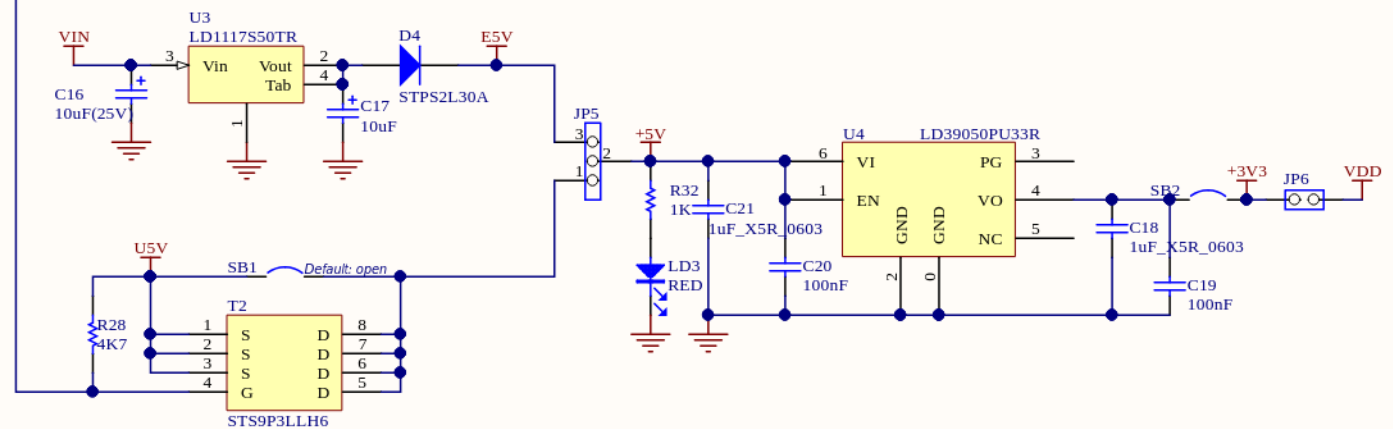 U3
LD1117S50TR
VIN
3
Vin
Vout
2
Tab
4
1
C16
10uF(25V)
+
C17
10uF
+
D4
STPS2L30A
E5V
JP5
3
2
1
+5V
R32
1K
LD3
RED
C21
1uF_X5R_0603
C20
100nF
U4
LD39050PU33R
6
VI
PG
3
1
EN
VO
4
GND
GND
NC
5
2
0
C18
1uF_X5R_0603
C19
100nF
SB2
+3V3
JP6
VDD
U5V
SB1
Default: open
T2
R28
4K7
1
S
D
8
2
S
D
7
3
S
D
6
4
G
D
5
STS9P3LLH6